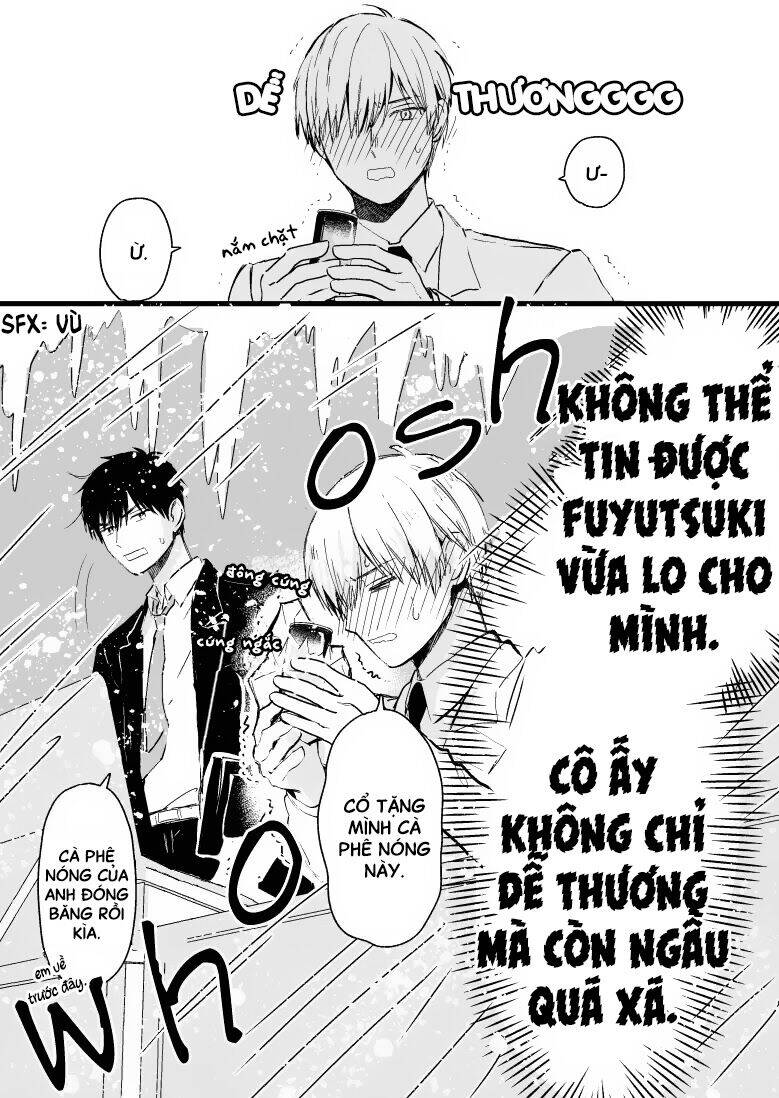 DỄ THƯƠNGGGG
Ư-
Ừ.
nắm chặt
SFX: VÙ
whoosh
KHÔNG THỂ
TIN ĐƯỢC
FUYUTSUKI
VỪA LO CHO
MÌNH.
đông cứng
cứng ngắc
CỔ TẶNG
MÌNH CÀ
PHÊ NÓNG
NÀY.
CÔ ẤY
KHÔNG CHỈ
DỄ THƯƠNG
MÀ CÒN NGẦU
QUÁ XÁ.
CÀ PHÊ
NÓNG CỦA
ANH ĐÓNG
BĂNG RỒI
KÌA.
em về
trước đây.